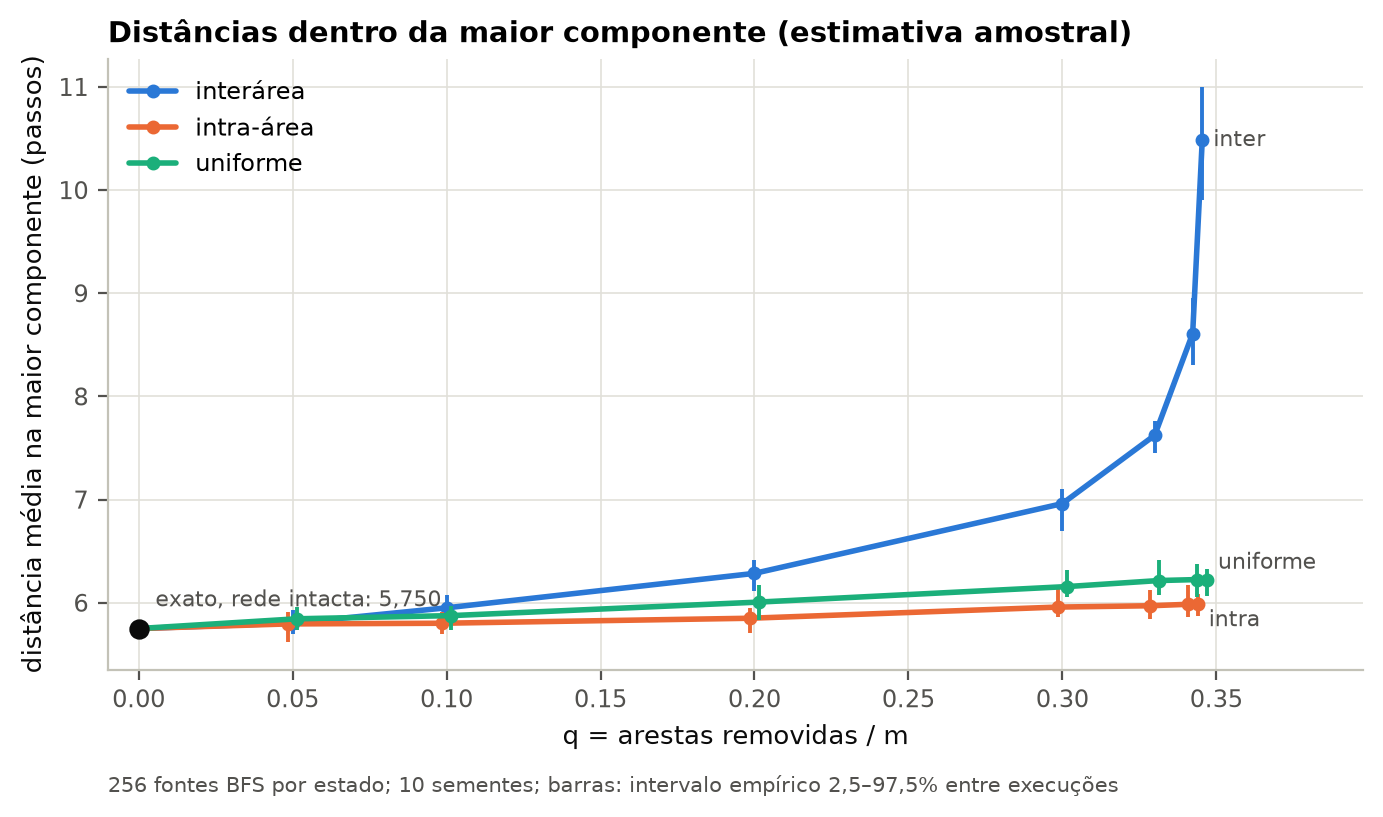 Distâncias dentro da maior componente (estimativa amostral)
distância média na maior componente (passos)
11
10
9
8
7
6
interárea
intra-área
uniforme
inter
uniforme
intra
exato, rede intacta: 5,750
0.00
0.05
0.10
0.15
0.20
0.25
0.30
0.35
q = arestas removidas / m
256 fontes BFS por estado; 10 sementes; barras: intervalo empírico 2,5–97,5% entre execuções